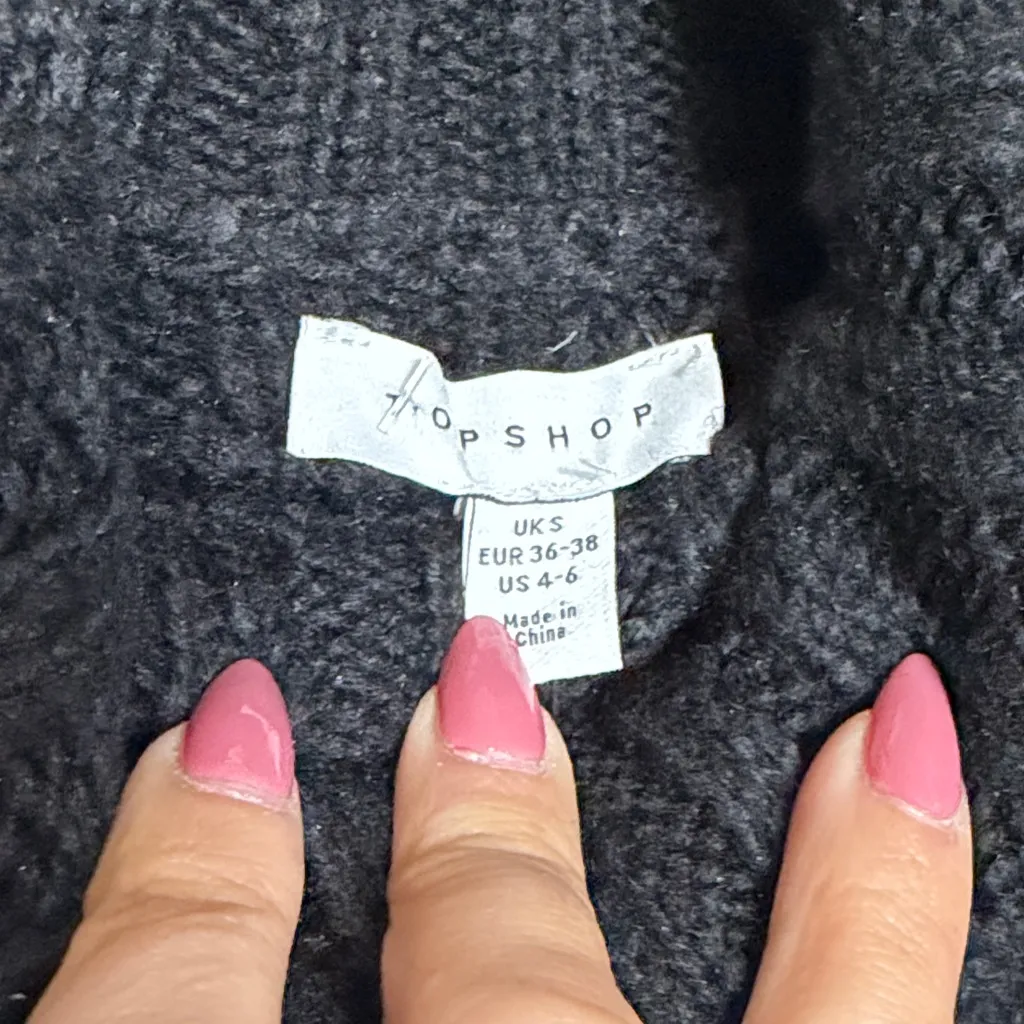 TOPSHOP
UK S
EUR 36-38
US 4-6
Made in
China